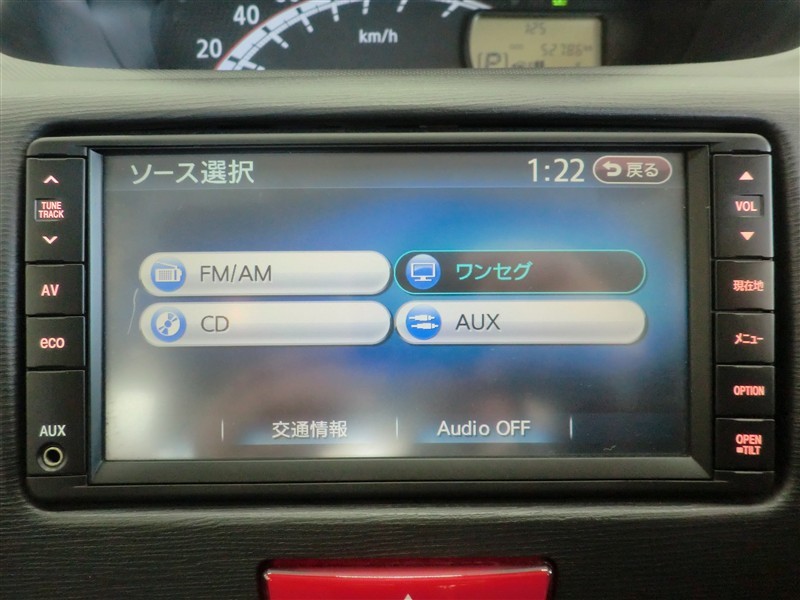 40
20
km/h
P
ソース選択
1:22
戻る
TUNE
TRACK
VOL
FM/AM
ワンセグ
AV
現在地
CD
AUX
eco
メニュー
OPTION
AUX
交通情報
Audio OFF
OPEN
TILT